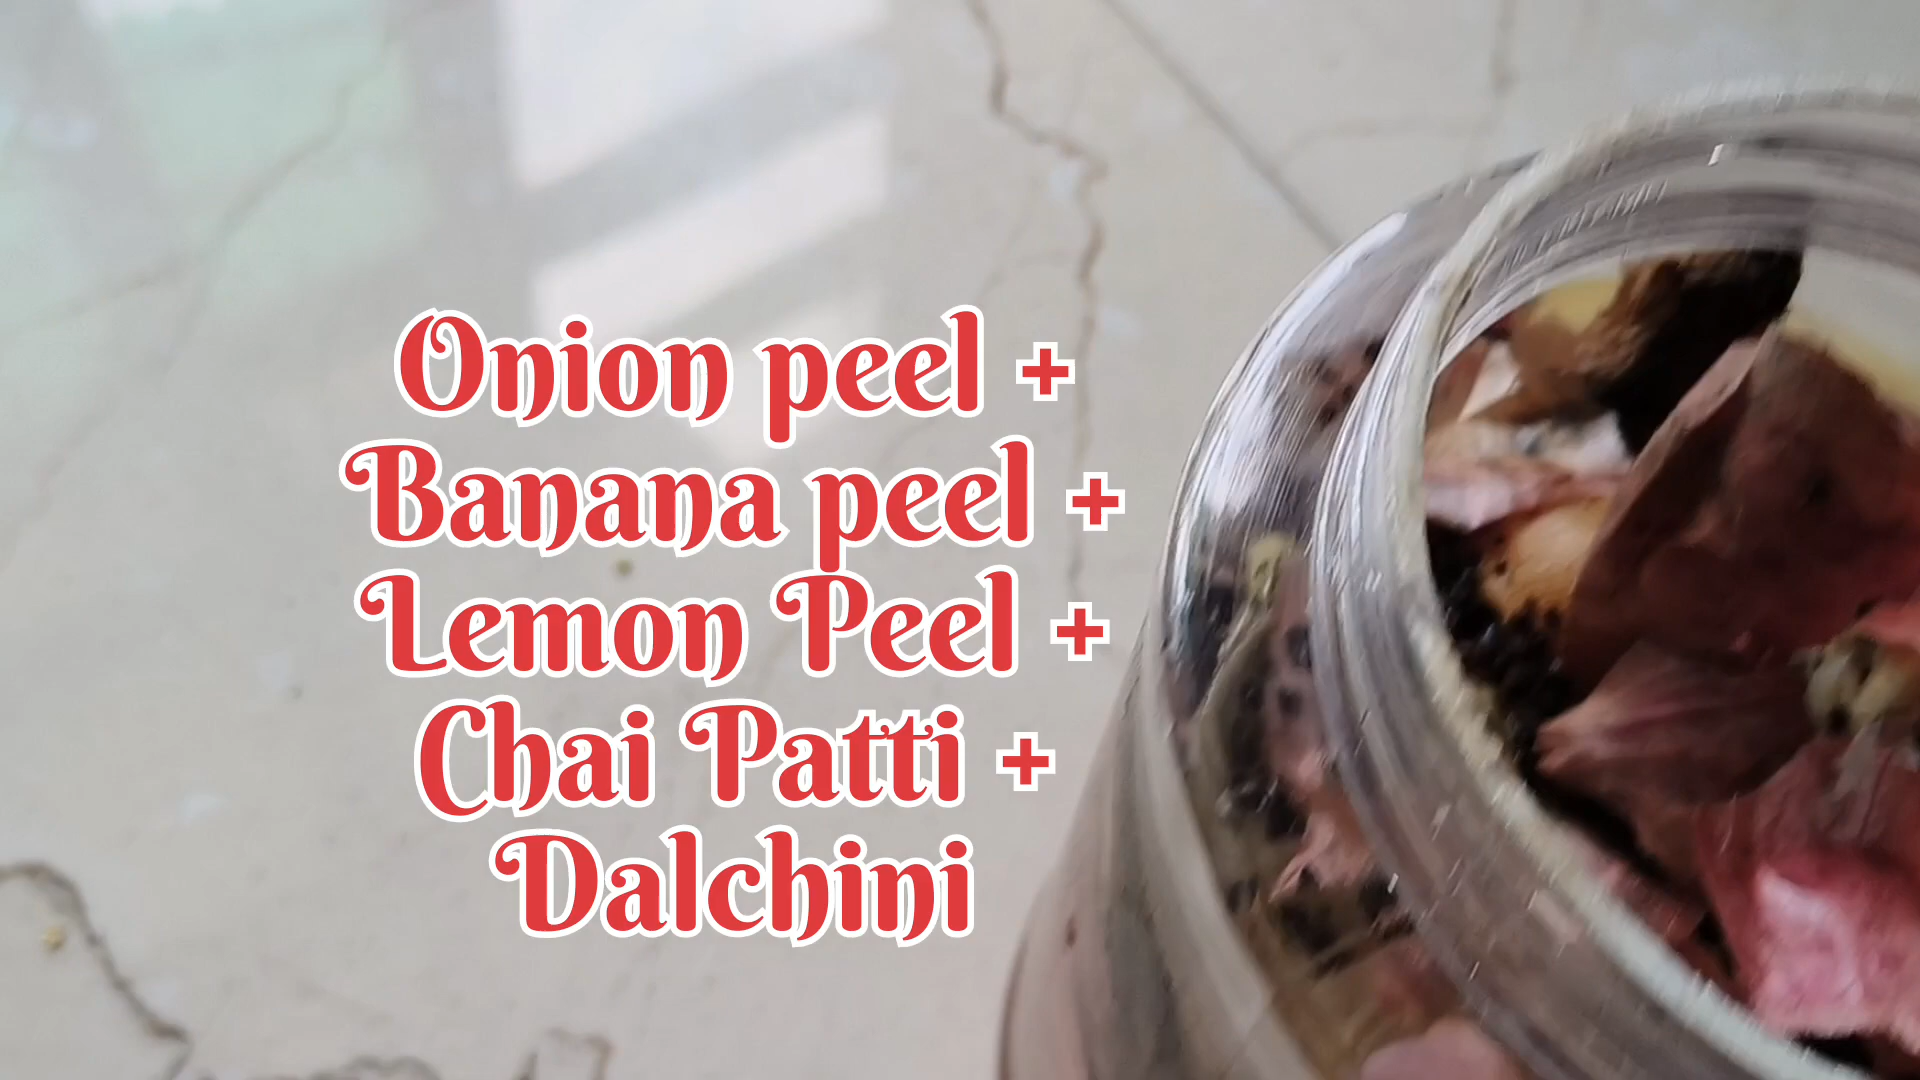 Onion peel +
Banana peel +
Lemon Peel +
Chai Patti +
Dalchini